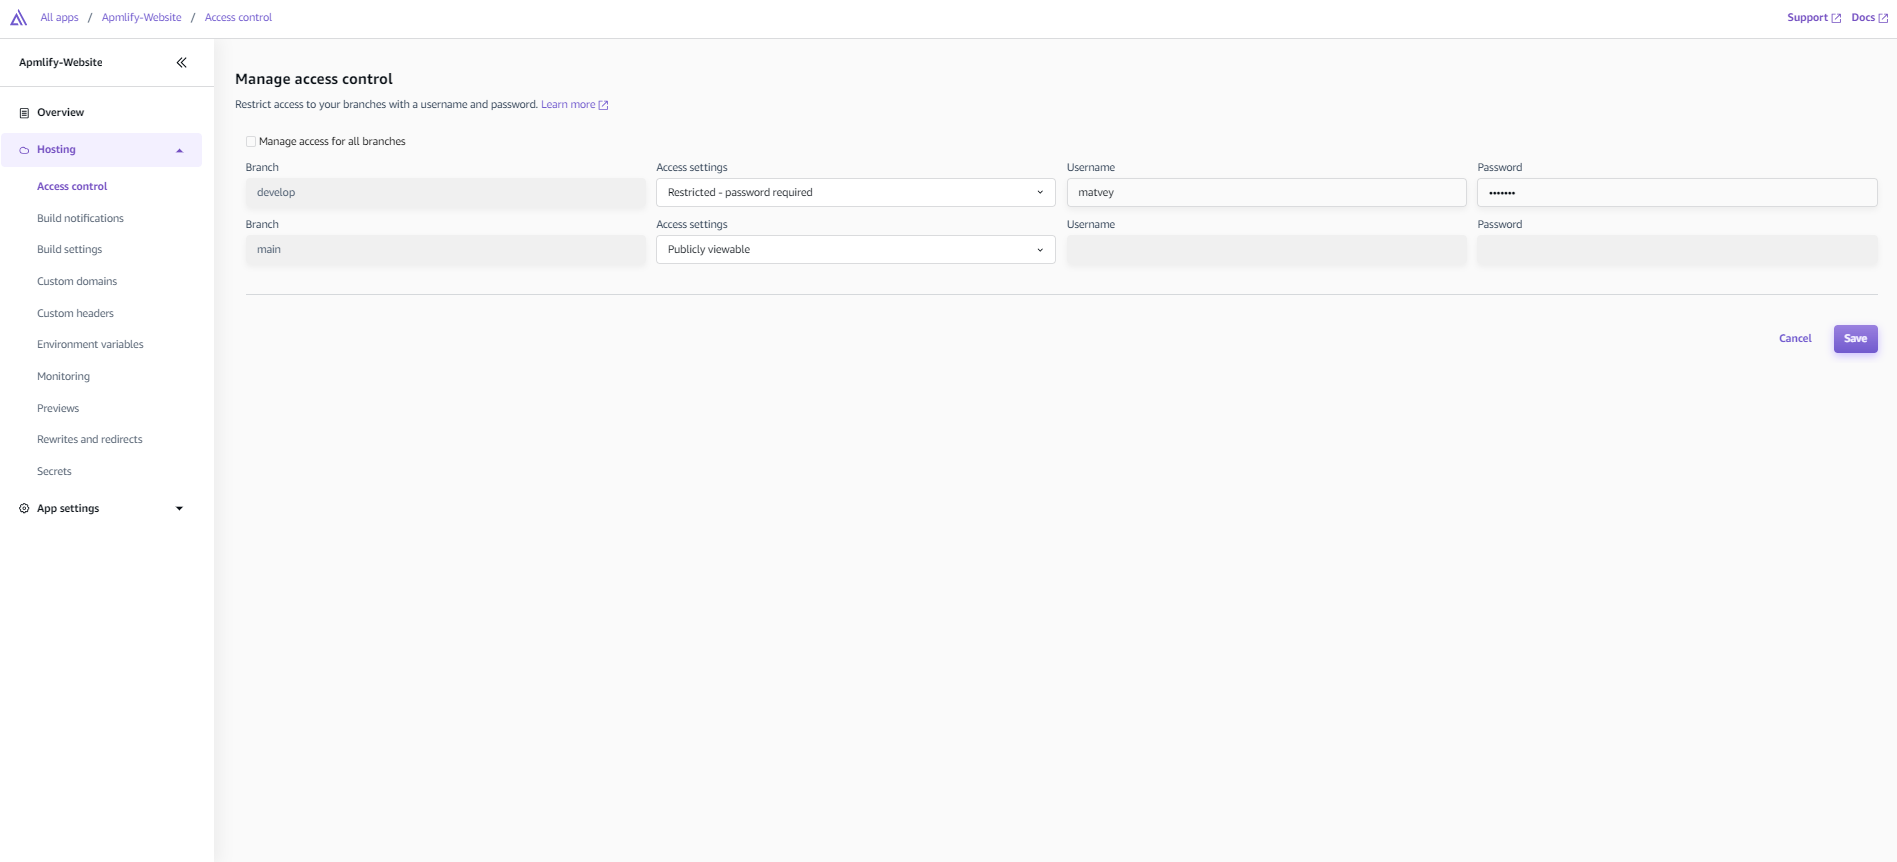 All apps / Apmlify-Website / Access control
Support Docs
Apmlify-Website
Overview
Hosting
Access control
Build notifications
Build settings
Custom domains
Custom headers
Environment variables
Monitoring
Previews
Rewrites and redirects
Secrets
App settings
Manage access control
Restrict access to your branches with a username and password. Learn more
Manage access for all branches
Branch Access settings Username Password
develop Restricted - password required matvey •••••••
Branch Access settings Username Password
main Publicly viewable
Cancel Save